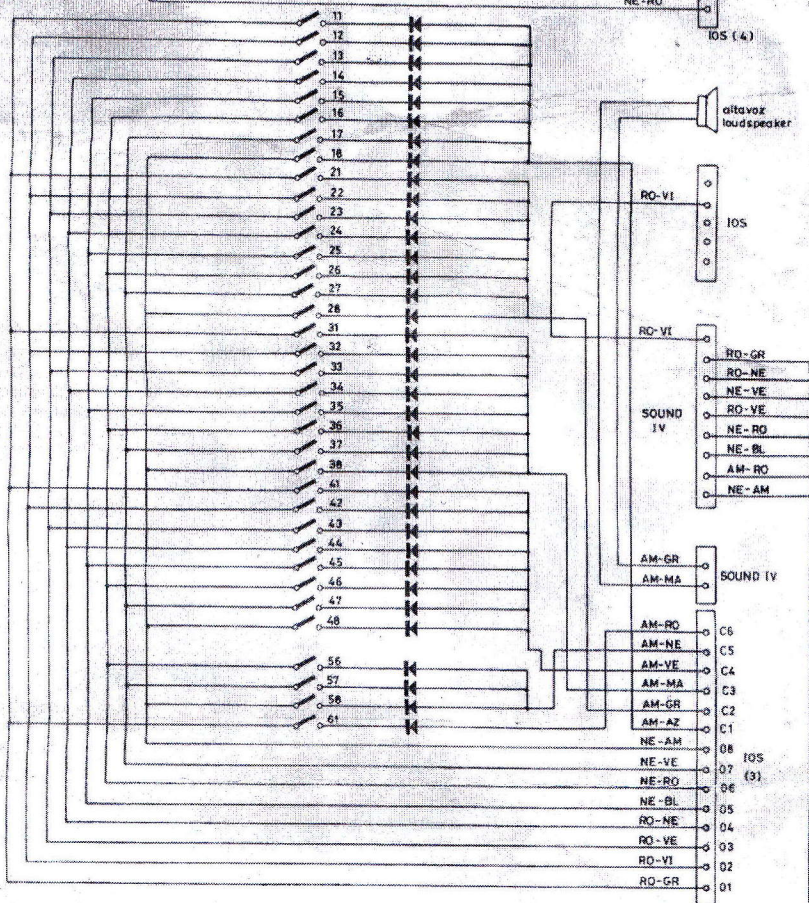 NE-RO
IOS (4)
11
12
13
14
15
16
17
18
21
22
23
24
25
26
27
28
31
32
33
34
35
36
37
38
41
42
43
44
45
46
47
48
56
57
58
61
altavoz
loudspeaker
RO-VI
IOS
RO-VI
SOUND
IV
RO-GR
RO-NE
NE-VE
RO-VE
NE-RO
NE-BL
AM-RO
NE-AM
AM-GR
AM-MA
SOUND IV
AM-RO C6
AM-NE C5
AM-VE C4
AM-MA C3
AM-GR C2
AM-AZ C1
NE-AM 08
NE-VE 07
NE-RO 06
NE-BL 05
RO-NE 04
RO-VE 03
RO-VI 02
RO-GR 01
IOS
(3)